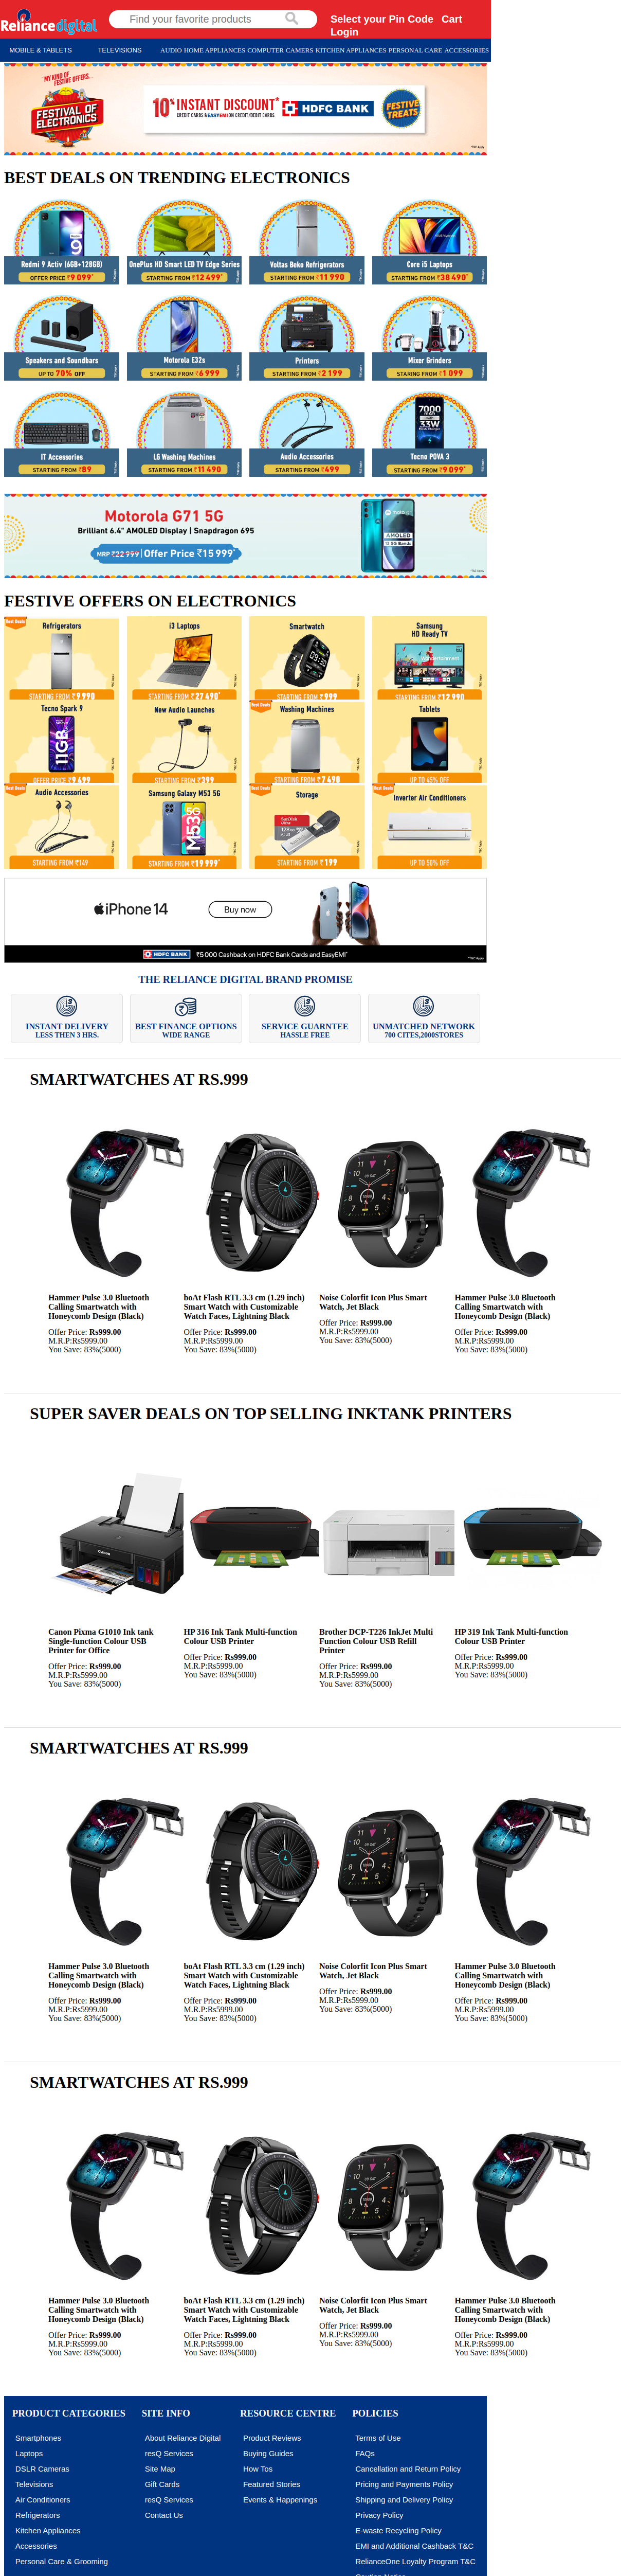 Reliance digital
Find your favorite products
Select your Pin Code Cart
Login
MOBILE & TABLETS TELEVISIONS AUDIO HOME APPLIANCES COMPUTER CAMERS KITCHEN APPLIANCES PERSONAL CARE ACCESSORIES
MY KIND OF FESTIVE OFFERS.
FESTIVAL OF ELECTRONICS
10% INSTANT DISCOUNT*
CREDIT CARDS & EASYEMI ON CREDIT/DEBIT CARDS
HDFC BANK
FESTIVE TREATS
BEST DEALS ON TRENDING ELECTRONICS
Redmi 9 Activ (6GB+128GB)
OFFER PRICE ₹9 099*
OnePlus HD Smart LED TV Edge Series
STARTING FROM ₹12 499*
Voltas Beko Refrigerators
STARTING FROM ₹11 990
Core i5 Laptops
STARTING FROM ₹38 490*
Speakers and Soundbars
UP TO 70% OFF
Motorola E32s
STARTING FROM ₹6 999
Printers
STARTING FROM ₹2 199
Mixer Grinders
STARING FROM ₹1 099
IT Accessories
STARTING FROM ₹89
LG Washing Machines
STARTING FROM ₹11 490
Audio Accessories
STARTING FROM ₹499
7000
33W
Tecno POVA 3
STARTING FROM ₹9 099*
Motorola G71 5G
Brilliant 6.4" AMOLED Display | Snapdragon 695
MRP ₹22 999 | Offer Price ₹15 999*
AMOLED
13 5G Bands
FESTIVE OFFERS ON ELECTRONICS
Best Deals!
Refrigerators
STARTING FROM ₹9 990
i3 Laptops
STARTING FROM ₹27 490*
Smartwatch
STARTING FROM ₹999
Samsung
HD Ready TV
STARTING FROM ₹12 990
Tecno Spark 9
11GB
OFFER PRICE ₹9 499
New Audio Launches
STARTING FROM ₹399
Best Deals!
Washing Machines
STARTING FROM ₹7 490
Tablets
UP TO 45% OFF
Best Deals!
Audio Accessories
STARTING FROM ₹149
Samsung Galaxy M53 5G
M53 5G
STARTING FROM ₹19 999*
Best Deals!
Storage
SanDisk
Ultra
128
STARTING FROM ₹199
Best Deals!
Inverter Air Conditioners
UP TO 50% OFF
iPhone 14
Buy now
HDFC BANK ₹5 000 Cashback on HDFC Bank Cards and EasyEMI*
THE RELIANCE DIGITAL BRAND PROMISE
INSTANT DELIVERY
LESS THEN 3 HRS.
BEST FINANCE OPTIONS
WIDE RANGE
SERVICE GUARNTEE
HASSLE FREE
UNMATCHED NETWORK
700 CITES,2000STORES
SMARTWATCHES AT RS.999
Hammer Pulse 3.0 Bluetooth
Calling Smartwatch with
Honeycomb Design (Black)
Offer Price: Rs999.00
M.R.P:Rs5999.00
You Save: 83%(5000)
boAt Flash RTL 3.3 cm (1.29 inch)
Smart Watch with Customizable
Watch Faces, Lightning Black
Offer Price: Rs999.00
M.R.P:Rs5999.00
You Save: 83%(5000)
Noise Colorfit Icon Plus Smart
Watch, Jet Black
Offer Price: Rs999.00
M.R.P:Rs5999.00
You Save: 83%(5000)
Hammer Pulse 3.0 Bluetooth
Calling Smartwatch with
Honeycomb Design (Black)
Offer Price: Rs999.00
M.R.P:Rs5999.00
You Save: 83%(5000)
SUPER SAVER DEALS ON TOP SELLING INKTANK PRINTERS
Canon Pixma G1010 Ink tank
Single-function Colour USB
Printer for Office
Offer Price: Rs999.00
M.R.P:Rs5999.00
You Save: 83%(5000)
HP 316 Ink Tank Multi-function
Colour USB Printer
Offer Price: Rs999.00
M.R.P:Rs5999.00
You Save: 83%(5000)
Brother DCP-T226 InkJet Multi
Function Colour USB Refill
Printer
Offer Price: Rs999.00
M.R.P:Rs5999.00
You Save: 83%(5000)
HP 319 Ink Tank Multi-function
Colour USB Printer
Offer Price: Rs999.00
M.R.P:Rs5999.00
You Save: 83%(5000)
SMARTWATCHES AT RS.999
Hammer Pulse 3.0 Bluetooth
Calling Smartwatch with
Honeycomb Design (Black)
Offer Price: Rs999.00
M.R.P:Rs5999.00
You Save: 83%(5000)
boAt Flash RTL 3.3 cm (1.29 inch)
Smart Watch with Customizable
Watch Faces, Lightning Black
Offer Price: Rs999.00
M.R.P:Rs5999.00
You Save: 83%(5000)
Noise Colorfit Icon Plus Smart
Watch, Jet Black
Offer Price: Rs999.00
M.R.P:Rs5999.00
You Save: 83%(5000)
Hammer Pulse 3.0 Bluetooth
Calling Smartwatch with
Honeycomb Design (Black)
Offer Price: Rs999.00
M.R.P:Rs5999.00
You Save: 83%(5000)
SMARTWATCHES AT RS.999
Hammer Pulse 3.0 Bluetooth
Calling Smartwatch with
Honeycomb Design (Black)
Offer Price: Rs999.00
M.R.P:Rs5999.00
You Save: 83%(5000)
boAt Flash RTL 3.3 cm (1.29 inch)
Smart Watch with Customizable
Watch Faces, Lightning Black
Offer Price: Rs999.00
M.R.P:Rs5999.00
You Save: 83%(5000)
Noise Colorfit Icon Plus Smart
Watch, Jet Black
Offer Price: Rs999.00
M.R.P:Rs5999.00
You Save: 83%(5000)
Hammer Pulse 3.0 Bluetooth
Calling Smartwatch with
Honeycomb Design (Black)
Offer Price: Rs999.00
M.R.P:Rs5999.00
You Save: 83%(5000)
PRODUCT CATEGORIES
Smartphones
Laptops
DSLR Cameras
Televisions
Air Conditioners
Refrigerators
Kitchen Appliances
Accessories
Personal Care & Grooming
SITE INFO
About Reliance Digital
resQ Services
Site Map
Gift Cards
resQ Services
Contact Us
RESOURCE CENTRE
Product Reviews
Buying Guides
How Tos
Featured Stories
Events & Happenings
POLICIES
Terms of Use
FAQs
Cancellation and Return Policy
Pricing and Payments Policy
Shipping and Delivery Policy
Privacy Policy
E-waste Recycling Policy
EMI and Additional Cashback T&C
RelianceOne Loyalty Program T&C